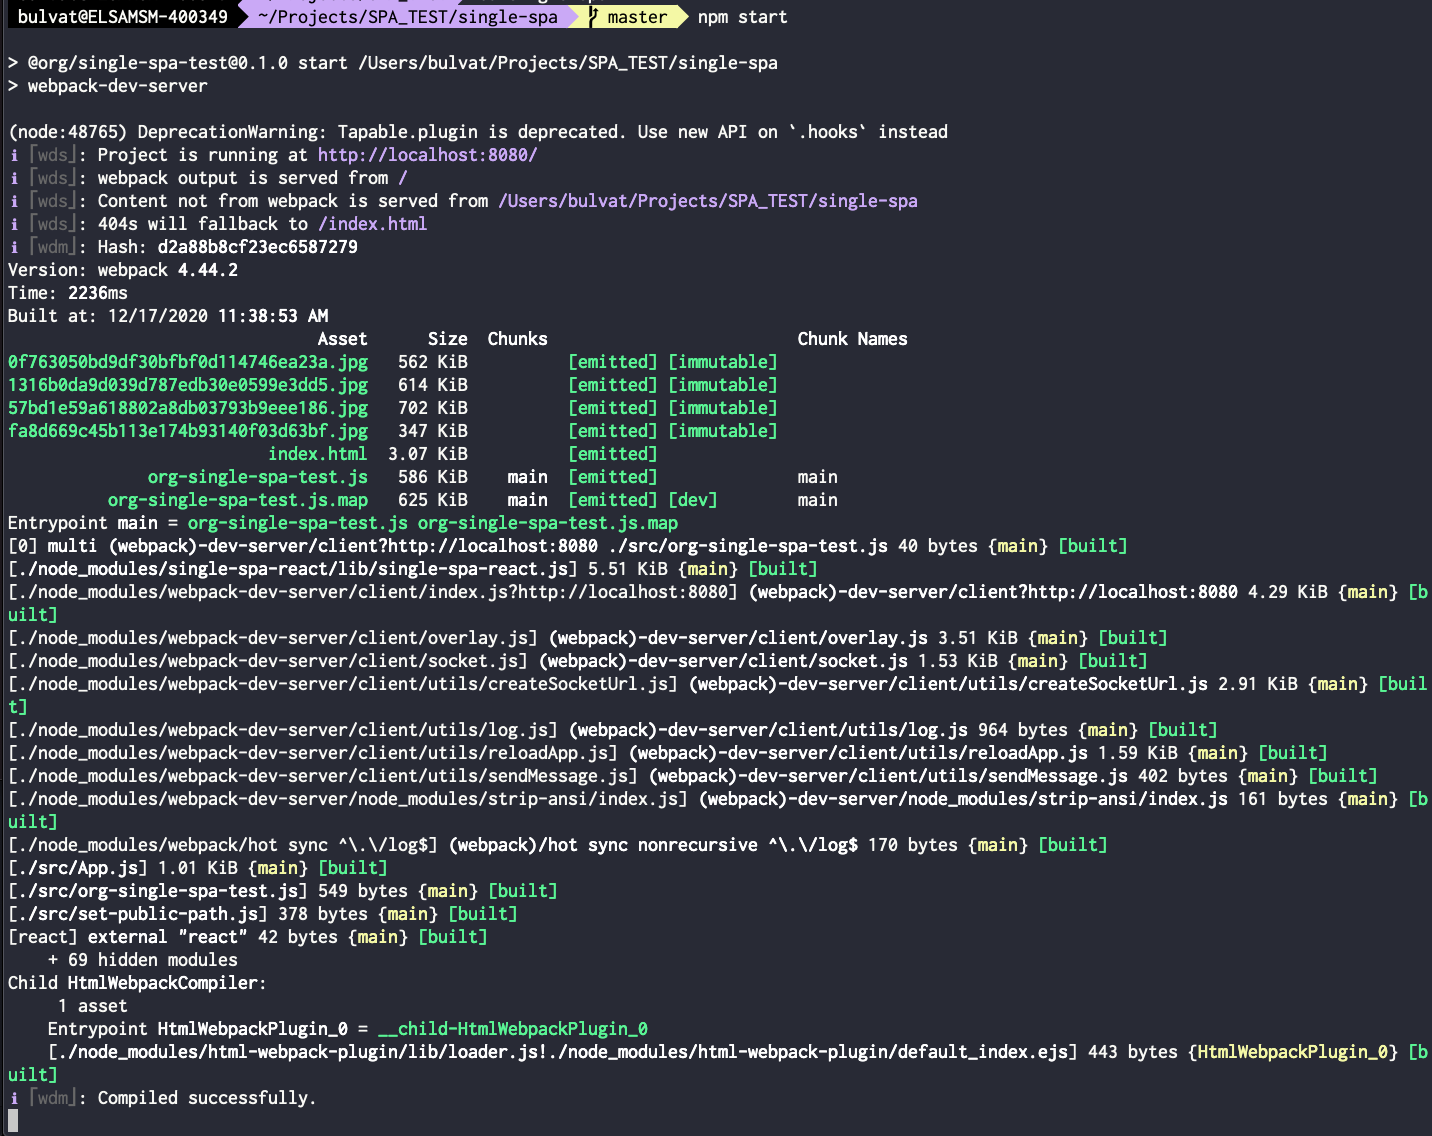 bulvat@ELSAMSM-400349 ~/Projects/SPA_TEST/single-spa master npm start
> @org/single-spa-test@0.1.0 start /Users/bulvat/Projects/SPA_TEST/single-spa
> webpack-dev-server
(node:48765) DeprecationWarning: Tapable.plugin is deprecated. Use new API on `.hooks` instead
ℹ ｢wds｣: Project is running at http://localhost:8080/
ℹ ｢wds｣: webpack output is served from /
ℹ ｢wds｣: Content not from webpack is served from /Users/bulvat/Projects/SPA_TEST/single-spa
ℹ ｢wds｣: 404s will fallback to /index.html
ℹ ｢wdm｣: Hash: d2a88b8cf23ec6587279
Version: webpack 4.44.2
Time: 2236ms
Built at: 12/17/2020 11:38:53 AM
Asset Size Chunks Chunk Names
0f763050bd9df30bfbf0d114746ea23a.jpg 562 KiB [emitted] [immutable]
1316b0da9d039d787edb30e0599e3dd5.jpg 614 KiB [emitted] [immutable]
57bd1e59a618802a8db03793b9eee186.jpg 702 KiB [emitted] [immutable]
fa8d669c45b113e174b93140f03d63bf.jpg 347 KiB [emitted] [immutable]
index.html 3.07 KiB [emitted]
org-single-spa-test.js 586 KiB main [emitted] main
org-single-spa-test.js.map 625 KiB main [emitted] [dev] main
Entrypoint main = org-single-spa-test.js org-single-spa-test.js.map
[0] multi (webpack)-dev-server/client?http://localhost:8080 ./src/org-single-spa-test.js 40 bytes {main} [built]
[./node_modules/single-spa-react/lib/single-spa-react.js] 5.51 KiB {main} [built]
[./node_modules/webpack-dev-server/client/index.js?http://localhost:8080] (webpack)-dev-server/client?http://localhost:8080 4.29 KiB {main} [b
uilt]
[./node_modules/webpack-dev-server/client/overlay.js] (webpack)-dev-server/client/overlay.js 3.51 KiB {main} [built]
[./node_modules/webpack-dev-server/client/socket.js] (webpack)-dev-server/client/socket.js 1.53 KiB {main} [built]
[./node_modules/webpack-dev-server/client/utils/createSocketUrl.js] (webpack)-dev-server/client/utils/createSocketUrl.js 2.91 KiB {main} [buil
t]
[./node_modules/webpack-dev-server/client/utils/log.js] (webpack)-dev-server/client/utils/log.js 964 bytes {main} [built]
[./node_modules/webpack-dev-server/client/utils/reloadApp.js] (webpack)-dev-server/client/utils/reloadApp.js 1.59 KiB {main} [built]
[./node_modules/webpack-dev-server/client/utils/sendMessage.js] (webpack)-dev-server/client/utils/sendMessage.js 402 bytes {main} [built]
[./node_modules/webpack-dev-server/node_modules/strip-ansi/index.js] (webpack)-dev-server/node_modules/strip-ansi/index.js 161 bytes {main} [b
uilt]
[./node_modules/webpack/hot sync ^\.\/log$] (webpack)/hot sync nonrecursive ^\.\/log$ 170 bytes {main} [built]
[./src/App.js] 1.01 KiB {main} [built]
[./src/org-single-spa-test.js] 549 bytes {main} [built]
[./src/set-public-path.js] 378 bytes {main} [built]
[react] external "react" 42 bytes {main} [built]
+ 69 hidden modules
Child HtmlWebpackCompiler:
1 asset
Entrypoint HtmlWebpackPlugin_0 = __child-HtmlWebpackPlugin_0
[./node_modules/html-webpack-plugin/lib/loader.js!./node_modules/html-webpack-plugin/default_index.ejs] 443 bytes {HtmlWebpackPlugin_0} [b
uilt]
ℹ ｢wdm｣: Compiled successfully.